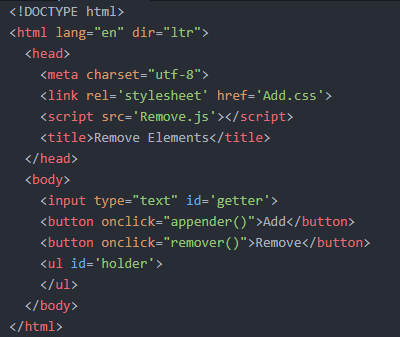 <!DOCTYPE html>
<html lang="en" dir="ltr">
<head>
<meta charset="utf-8">
<link rel='stylesheet' href='Add.css'>
<script src='Remove.js'></script>
<title>Remove Elements</title>
</head>
<body>
<input type="text" id='getter'>
<button onclick="appender()">Add</button>
<button onclick="remover()">Remove</button>
<ul id='holder'>
</ul>
</body>
</html>